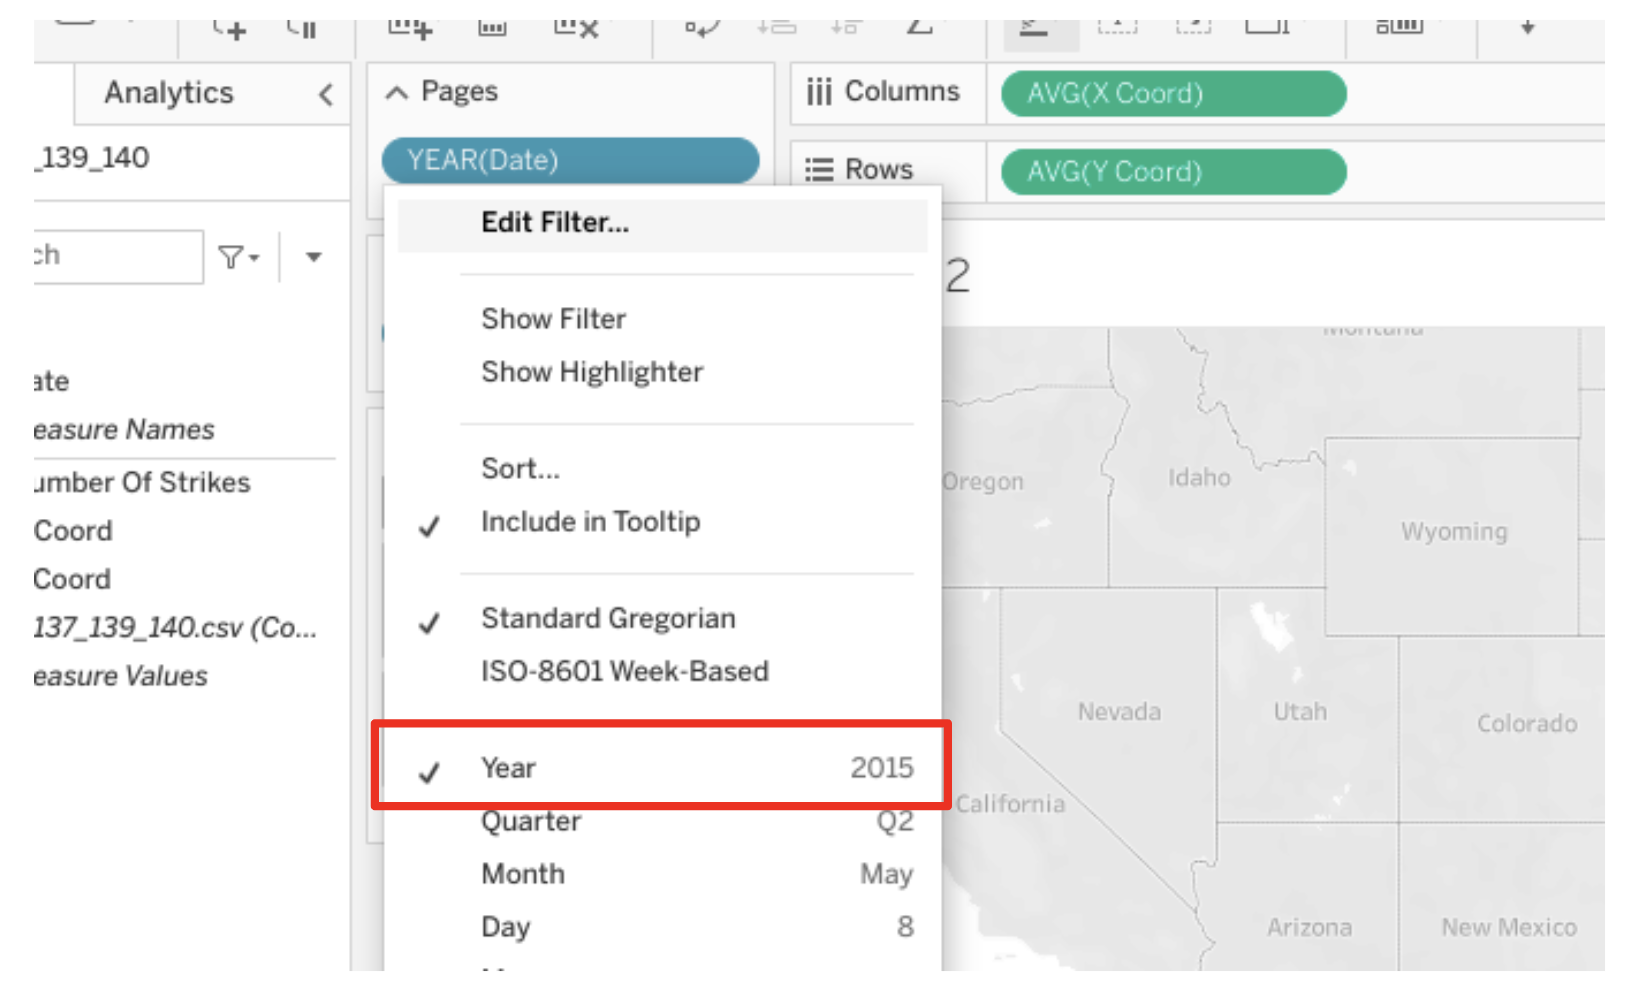 Analytics
Pages
Columns
AVG(X Coord)
_139_140
YEAR(Date)
Rows
AVG(Y Coord)
Edit Filter...
ch
2
Show Filter
Montana
Show Highlighter
ate
easure Names
Sort...
umber Of Strikes
Oregon
Idaho
Include in Tooltip
Coord
Wyoming
Coord
Standard Gregorian
137_139_140.csv (Co...
ISO-8601 Week-Based
easure Values
Nevada
Utah
Colorado
Year 2015
California
Quarter Q2
Month May
Day 8
Arizona
New Mexico